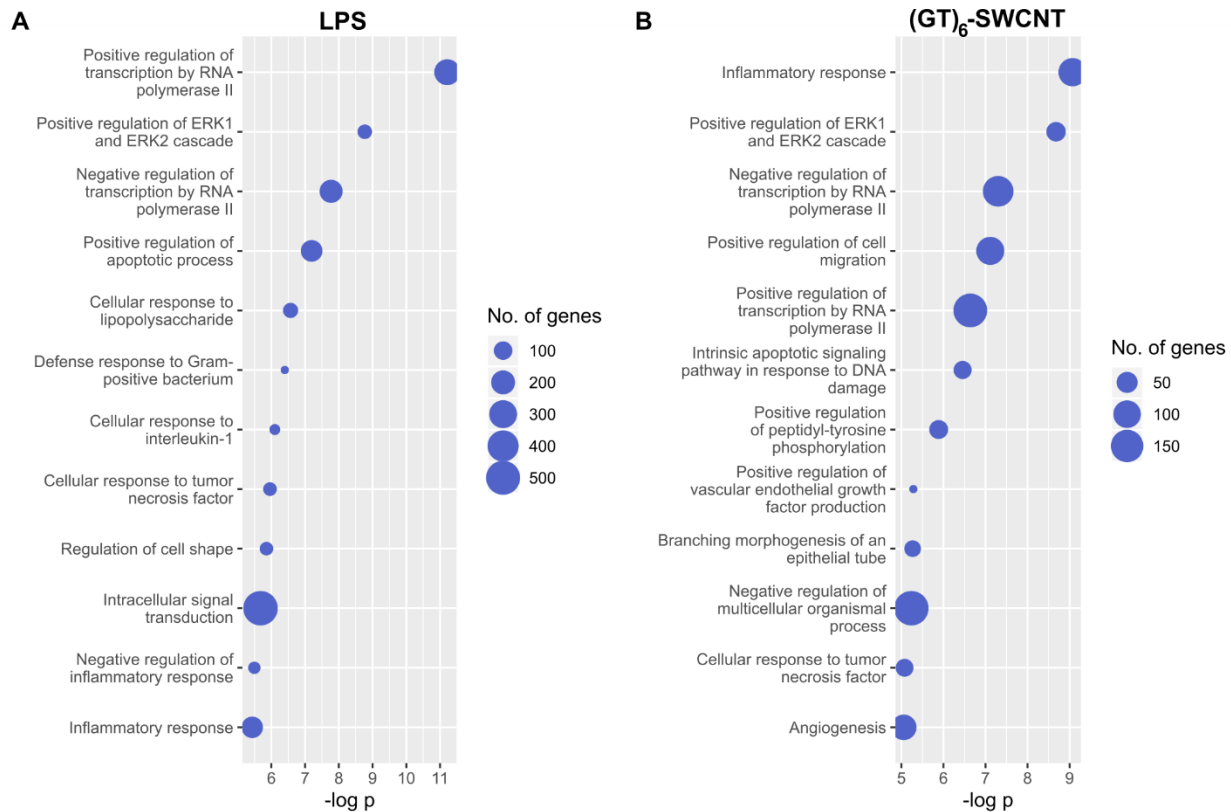 A
LPS
Positive regulation of
transcription by RNA
polymerase II
Positive regulation of ERK1
and ERK2 cascade
Negative regulation of
transcription by RNA
polymerase II
Positive regulation of
apoptotic process
Cellular response to
lipopolysaccharide
Defense response to Gram-
positive bacterium
Cellular response to
interleukin-1
Cellular response to tumor
necrosis factor
Regulation of cell shape
Intracellular signal
transduction
Negative regulation of
inflammatory response
Inflammatory response
6 7 8 9 10 11
-log p
No. of genes
100
200
300
400
500
B
(GT)6-SWCNT
Inflammatory response
Positive regulation of ERK1
and ERK2 cascade
Negative regulation of
transcription by RNA
polymerase II
Positive regulation of cell
migration
Positive regulation of
transcription by RNA
polymerase II
Intrinsic apoptotic signaling
pathway in response to DNA
damage
Positive regulation
of peptidyl-tyrosine
phosphorylation
Positive regulation of
vascular endothelial growth
factor production
Branching morphogenesis of an
epithelial tube
Negative regulation of
multicellular organismal
process
Cellular response to tumor
necrosis factor
Angiogenesis
5 6 7 8 9
-log p
No. of genes
50
100
150